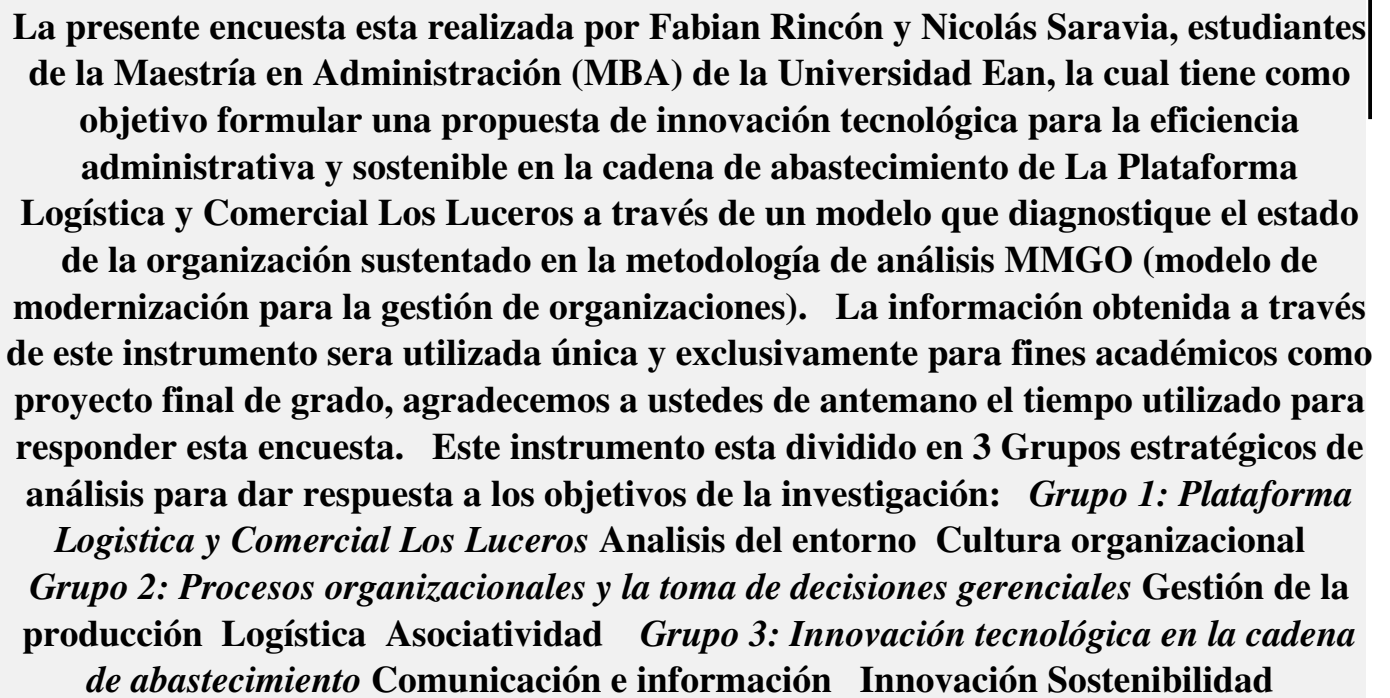 La presente encuesta esta realizada por Fabian Rincón y Nicolás Saravia, estudiantes
de la Maestría en Administración (MBA) de la Universidad Ean, la cual tiene como
objetivo formular una propuesta de innovación tecnológica para la eficiencia
administrativa y sostenible en la cadena de abastecimiento de La Plataforma
Logística y Comercial Los Luceros a través de un modelo que diagnostique el estado
de la organización sustentado en la metodología de análisis MMGO (modelo de
modernización para la gestión de organizaciones). La información obtenida a través
de este instrumento sera utilizada única y exclusivamente para fines académicos como
proyecto final de grado, agradecemos a ustedes de antemano el tiempo utilizado para
responder esta encuesta. Este instrumento esta dividido en 3 Grupos estratégicos de
análisis para dar respuesta a los objetivos de la investigación: Grupo 1: Plataforma
Logistica y Comercial Los Luceros Analisis del entorno Cultura organizacional
Grupo 2: Procesos organizacionales y la toma de decisiones gerenciales Gestión de la
producción Logística Asociatividad Grupo 3: Innovación tecnológica en la cadena
de abastecimiento Comunicación e información Innovación Sostenibilidad